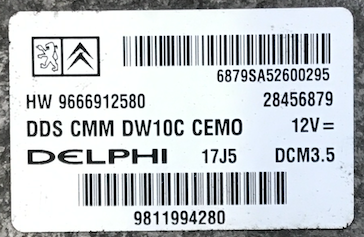 6879SA52600295
HW 9666912580 28456879
DDS CMM DW10C CEMO 12V=
DELPHI 17J5 DCM3.5
9811994280